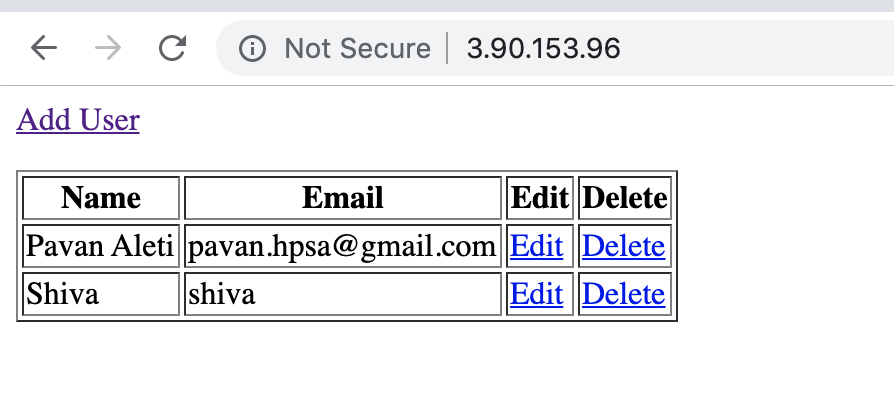 Not Secure 3.90.153.96
Add User
Name Email Edit Delete
Pavan Aleti pavan.hpsa@gmail.com Edit Delete
Shiva shiva Edit Delete